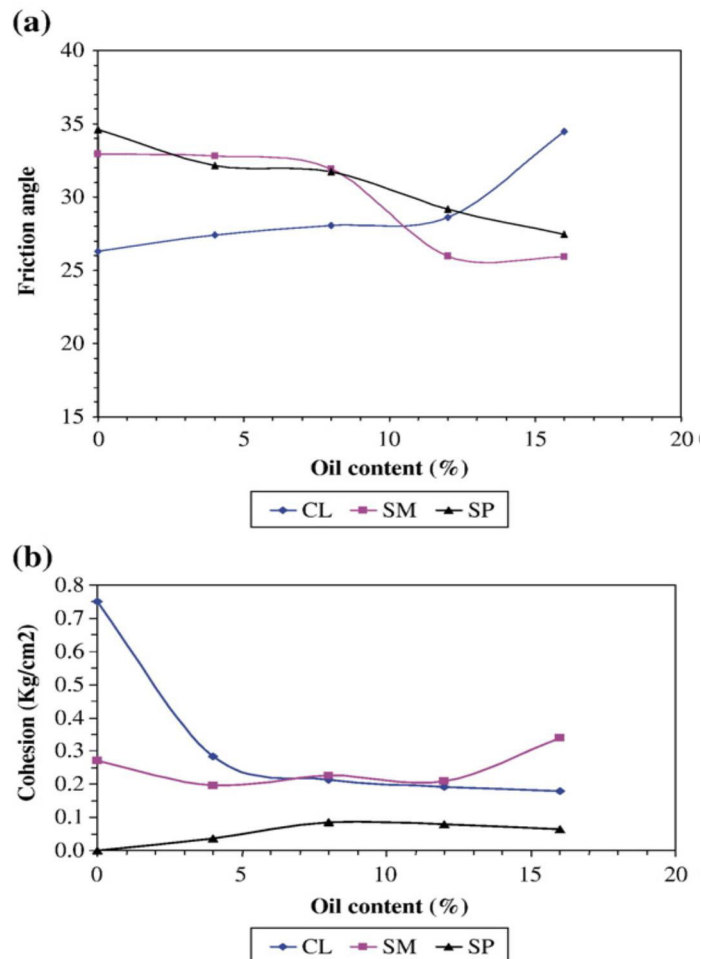 (a)
40
35
30
25
20
15
Friction angle
0 5 10 15 20
Oil content (%)
CL SM SP
(b)
0.8
0.7
0.6
0.5
0.4
0.3
0.2
0.1
0.0
Cohesion (Kg/cm2)
0 5 10 15 20
Oil content (%)
CL SM SP